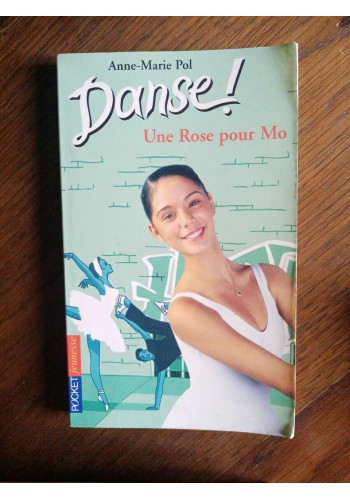 Anne-Marie Pol
Danse!
Une Rose pour Mo
POCKET jeunesse